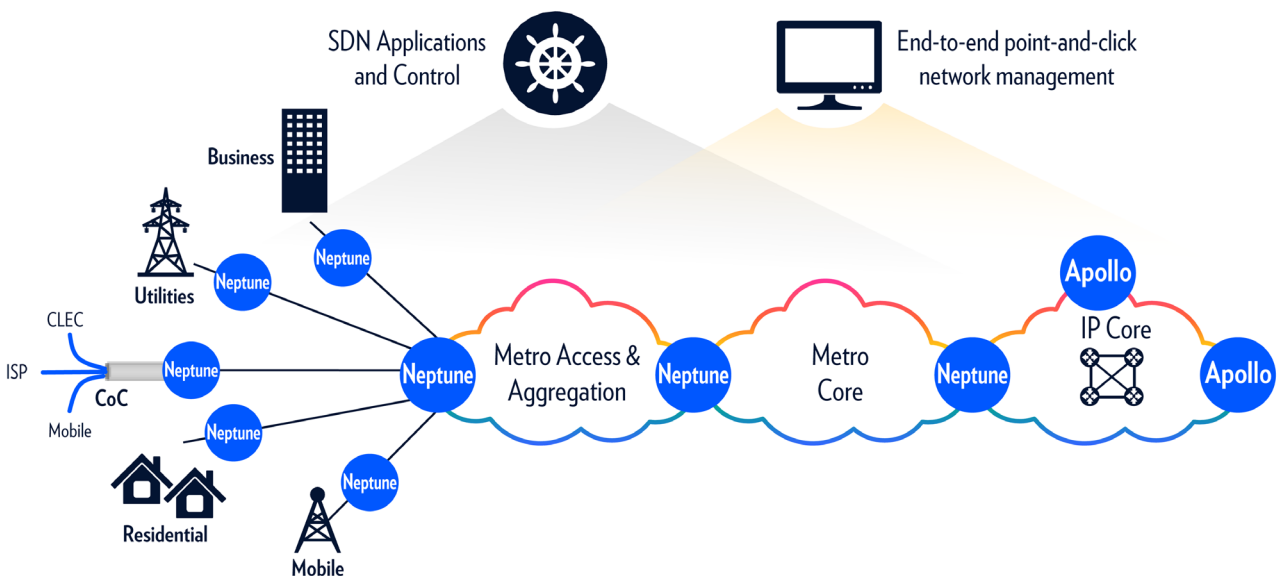 SDN Applications
and Control
End-to-end point-and-click
network management
Business
Neptune
Utilities
Neptune
CLEC
ISP
Mobile
CoC
Neptune
Residential
Neptune
Mobile
Neptune
Neptune
Metro Access &
Aggregation
Neptune
Metro
Core
Neptune
Apollo
IP Core
Apollo